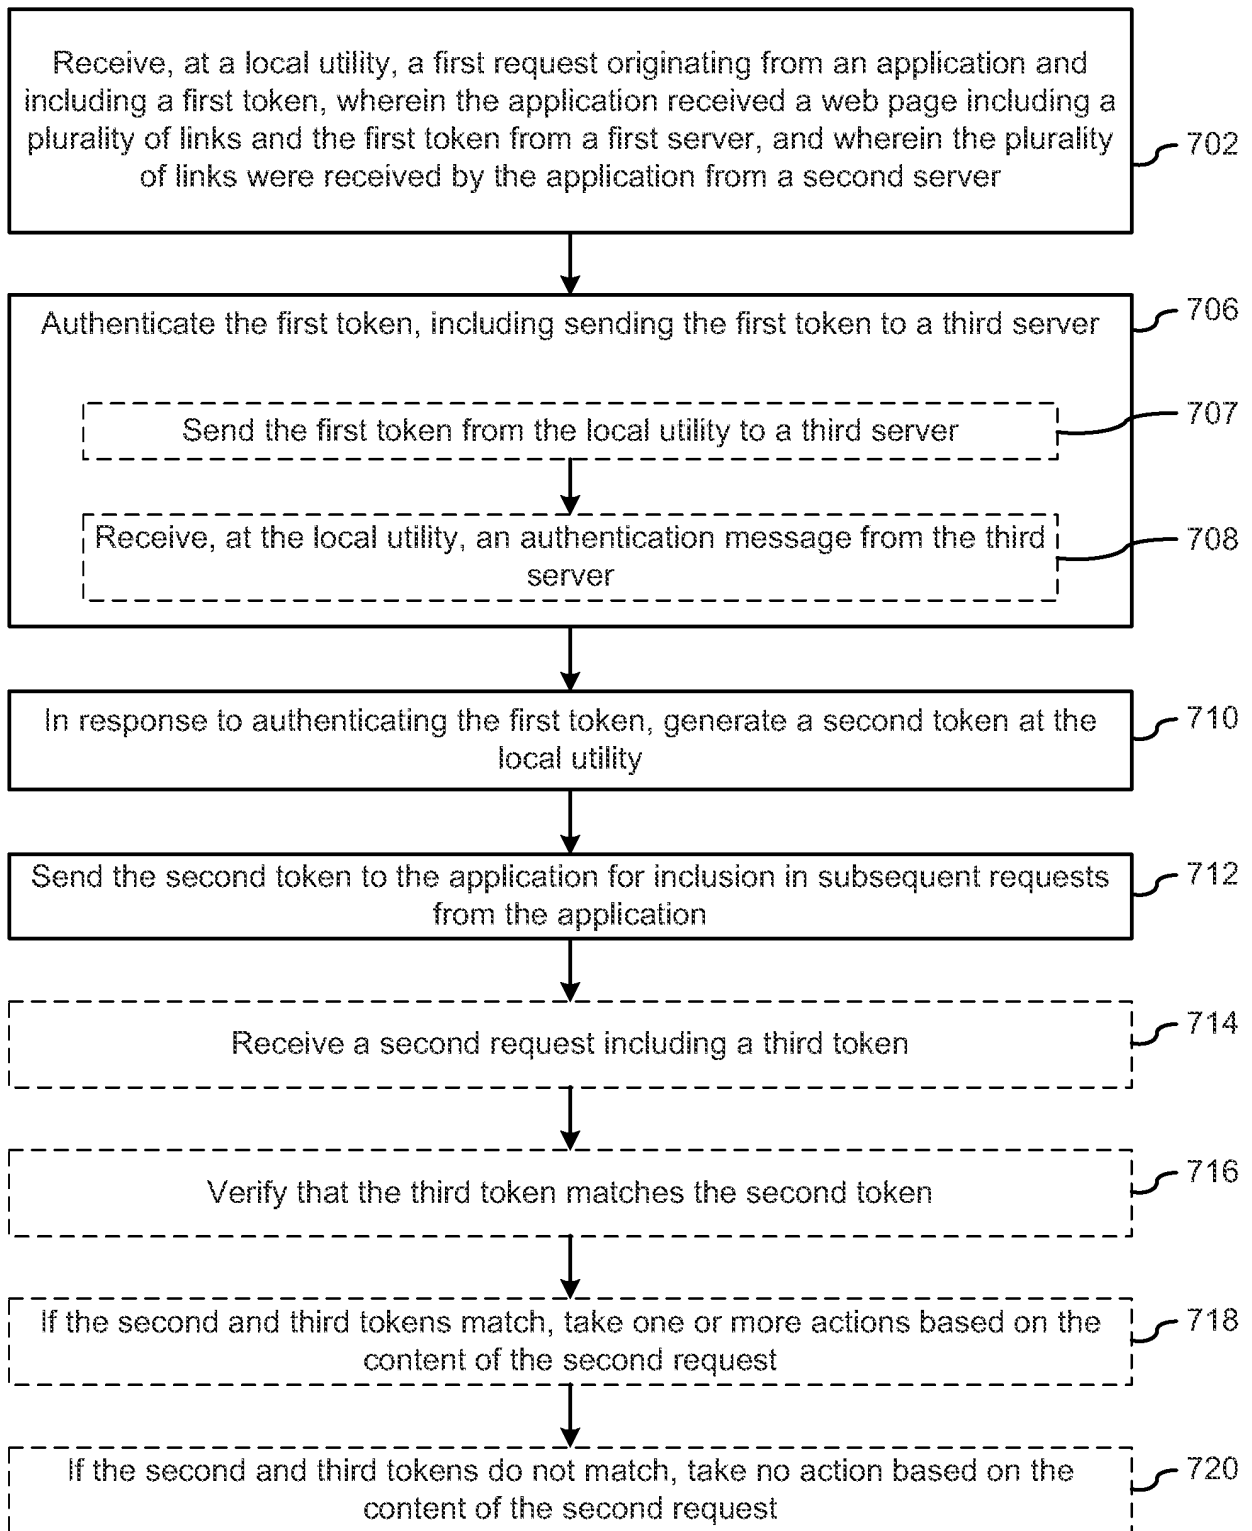 Receive, at a local utility, a first request originating from an application and
including a first token, wherein the application received a web page including a
plurality of links and the first token from a first server, and wherein the plurality
of links were received by the application from a second server
702
Authenticate the first token, including sending the first token to a third server
706
Send the first token from the local utility to a third server
707
Receive, at the local utility, an authentication message from the third
server
708
In response to authenticating the first token, generate a second token at the
local utility
710
Send the second token to the application for inclusion in subsequent requests
from the application
712
Receive a second request including a third token
714
Verify that the third token matches the second token
716
If the second and third tokens match, take one or more actions based on the
content of the second request
718
If the second and third tokens do not match, take no action based on the
content of the second request
720